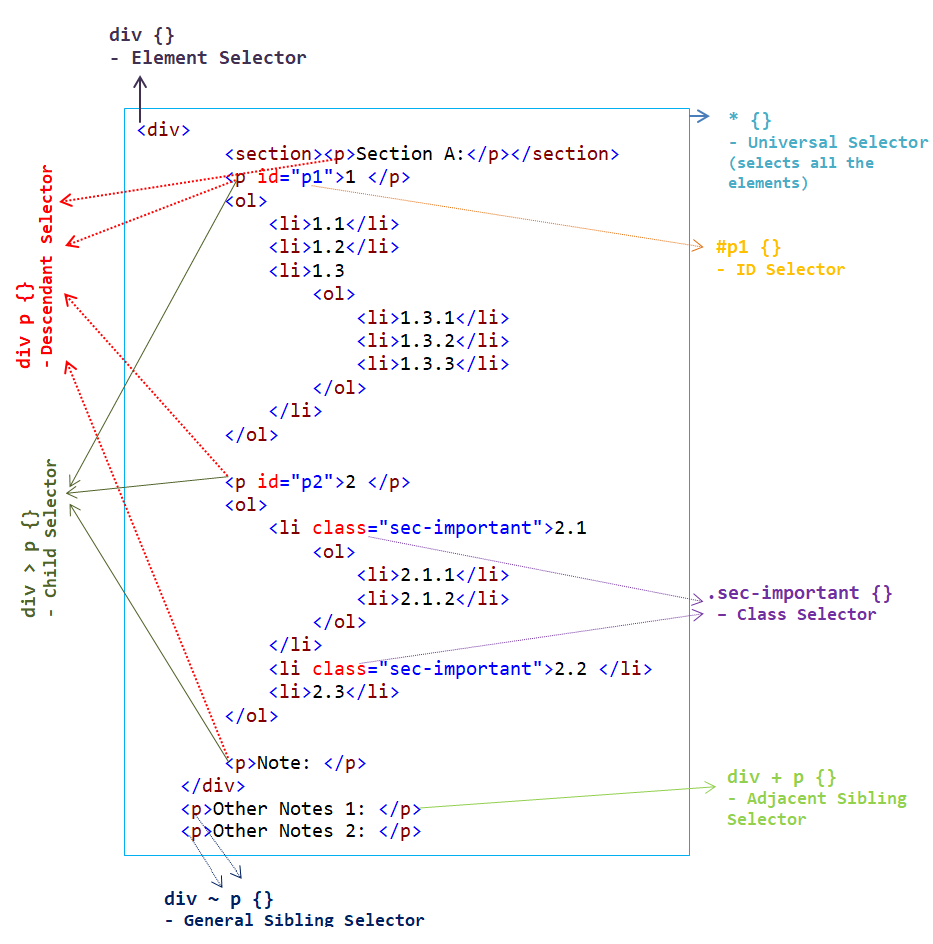 div {}
- Element Selector
<div>
<section><p>Section A:</p></section>
<p id="p1">1 </p>
<ol>
<li>1.1</li>
<li>1.2</li>
<li>1.3
<ol>
<li>1.3.1</li>
<li>1.3.2</li>
<li>1.3.3</li>
</ol>
</li>
</ol>
<p id="p2">2 </p>
<ol>
<li class="sec-important">2.1
<ol>
<li>2.1.1</li>
<li>2.1.2</li>
</ol>
</li>
<li class="sec-important">2.2 </li>
<li>2.3</li>
</ol>
<p>Note: </p>
</div>
<p>Other Notes 1: </p>
<p>Other Notes 2: </p>
div p {}
- Descendant Selector
div > p {}
- Child Selector
* {}
- Universal Selector
(selects all the
elements)
#p1 {}
- ID Selector
.sec-important {}
– Class Selector
div + p {}
- Adjacent Sibling
Selector
div ~ p {}
- General Sibling Selector